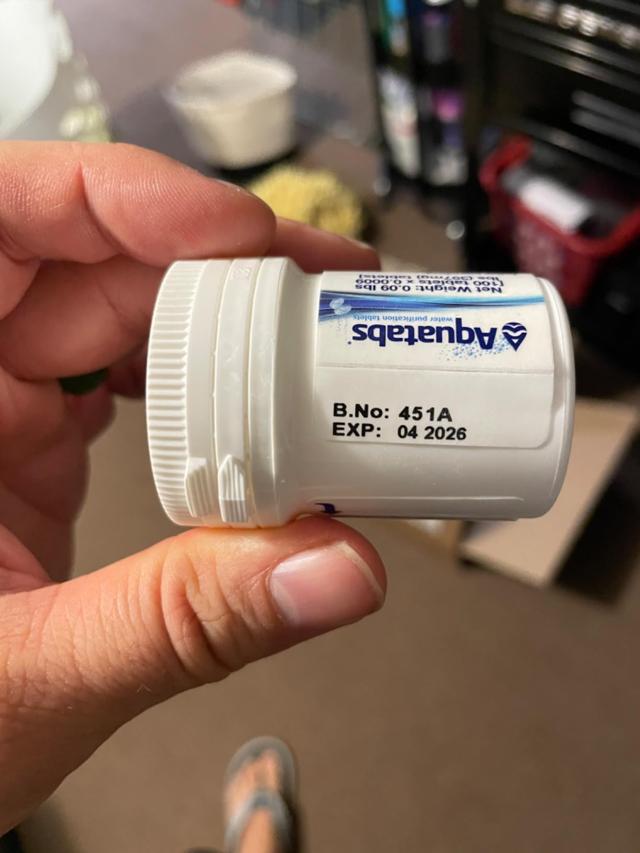 Aquatabs
water purification tablets
Net Weight: 0.09 lbs
[100 tablets x 0.0009
lbs (397mg) tablets]
B.No: 451A
EXP: 04 2026